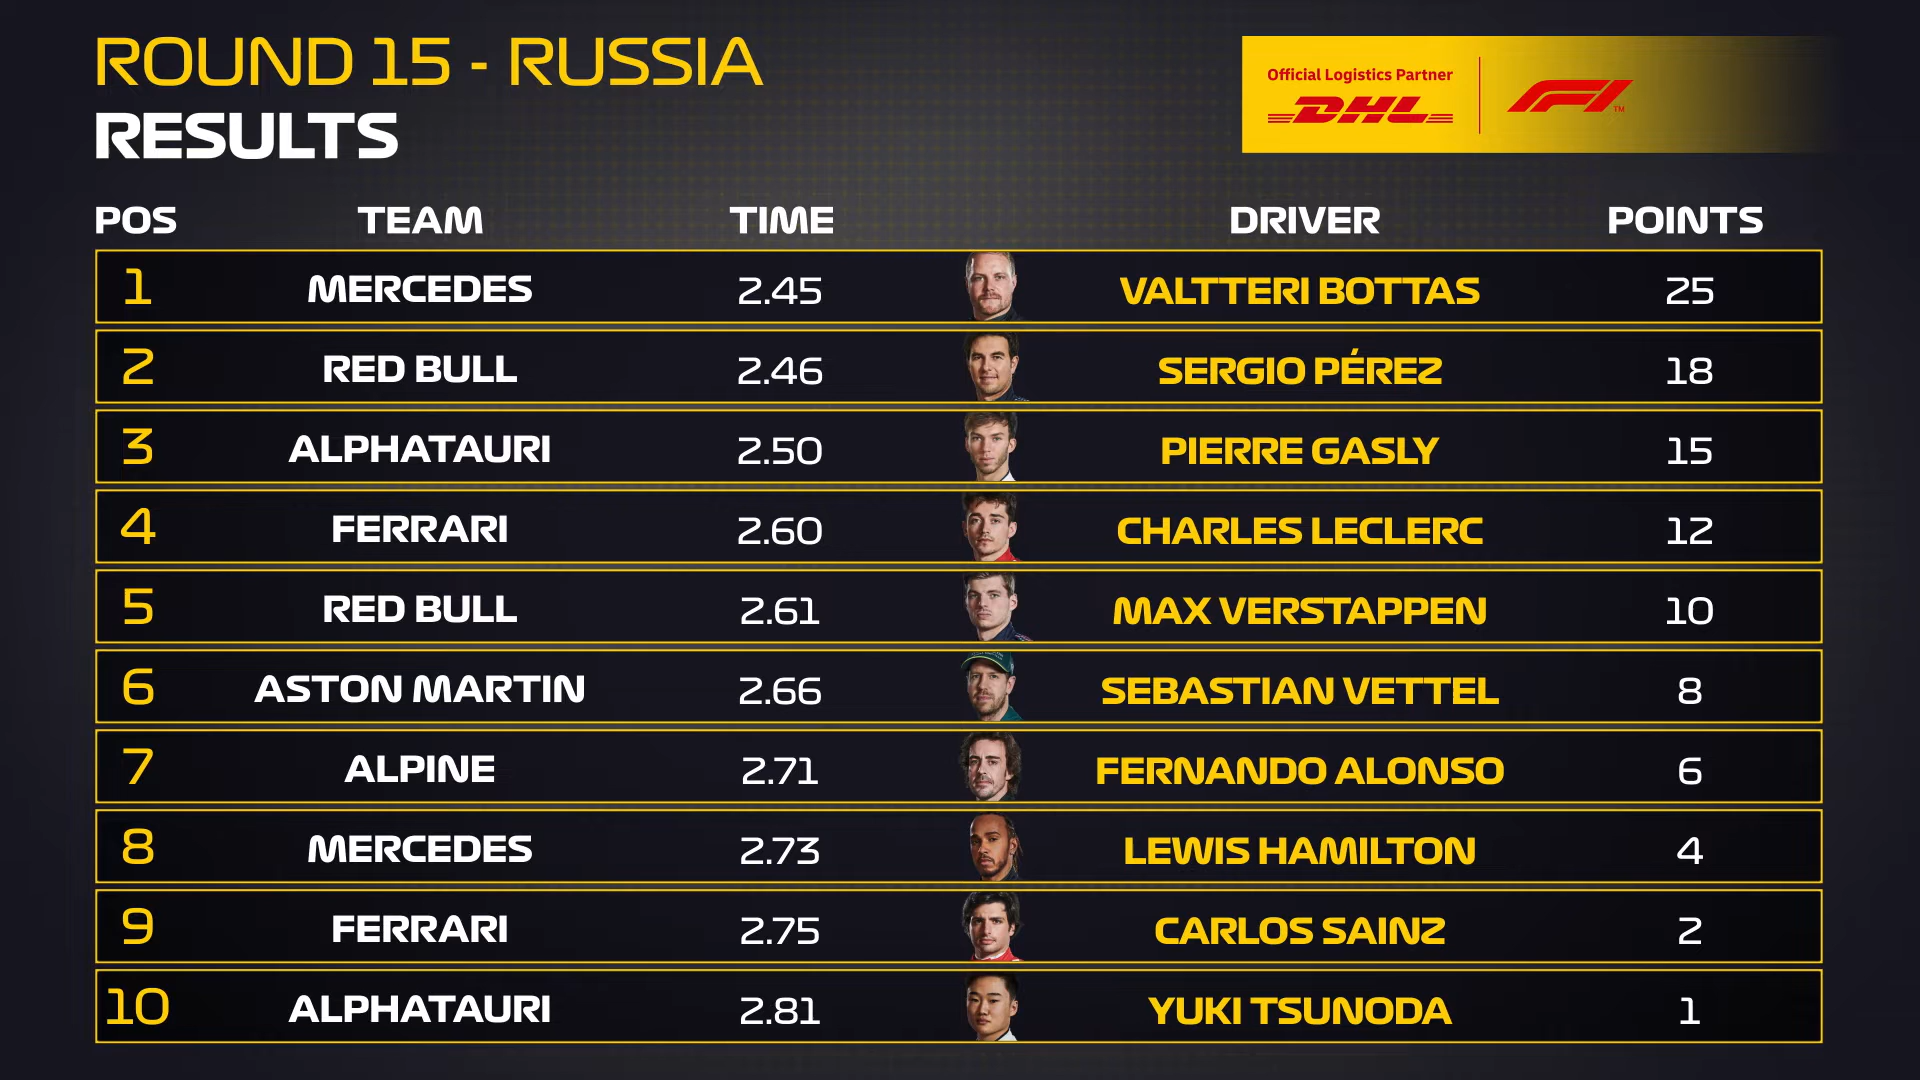 ROUND 15 - RUSSIA
RESULTS
Official Logistics Partner
DHL
F1
TM
POS TEAM TIME DRIVER POINTS
1 MERCEDES 2.45 VALTTERI BOTTAS 25
2 RED BULL 2.46 SERGIO PÉREZ 18
3 ALPHATAURI 2.50 PIERRE GASLY 15
4 FERRARI 2.60 CHARLES LECLERC 12
5 RED BULL 2.61 MAX VERSTAPPEN 10
6 ASTON MARTIN 2.66 SEBASTIAN VETTEL 8
7 ALPINE 2.71 FERNANDO ALONSO 6
8 MERCEDES 2.73 LEWIS HAMILTON 4
9 FERRARI 2.75 CARLOS SAINZ 2
10 ALPHATAURI 2.81 YUKI TSUNODA 1